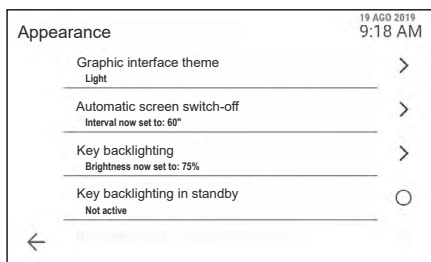 19 AGO 2019
Appearance
9:18 AM
Graphic interface theme
Light
Automatic screen switch-off
Interval now set to: 60"
Key backlighting
Brightness now set to: 75%
Key backlighting in standby
Not active